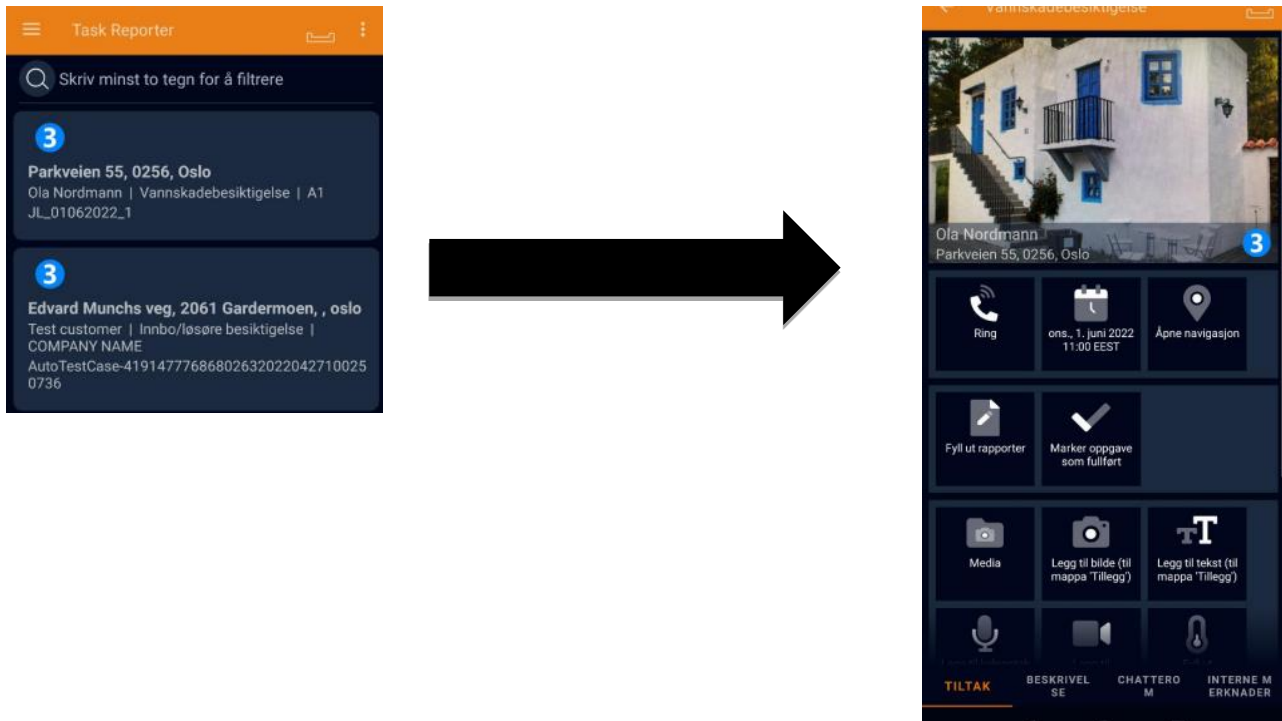 Task Reporter
Skriv minst to tegn for å filtrere
3
Parkveien 55, 0256, Oslo
Ola Nordmann | Vannskadebesiktigelse | A1
JL_01062022_1
3
Edvard Munchs veg, 2061 Gardermoen, , oslo
Test customer | Innbo/løsøre besiktigelse |
COMPANY NAME
AutoTestCase-41914777686802632022042710025
0736
Vannskadebesiktigelse
Ola Nordmann
Parkveien 55, 0256, Oslo
3
Ring
ons., 1. juni 2022
11:00 EEST
Åpne navigasjon
Fyll ut rapporter
Marker oppgave
som fullført
Media
Legg til bilde (til
mappa 'Tillegg')
Legg til tekst (til
mappa 'Tillegg')
TILTAK
BESKRIVEL
SE
CHATTERO
M
INTERNE M
ERKNADER